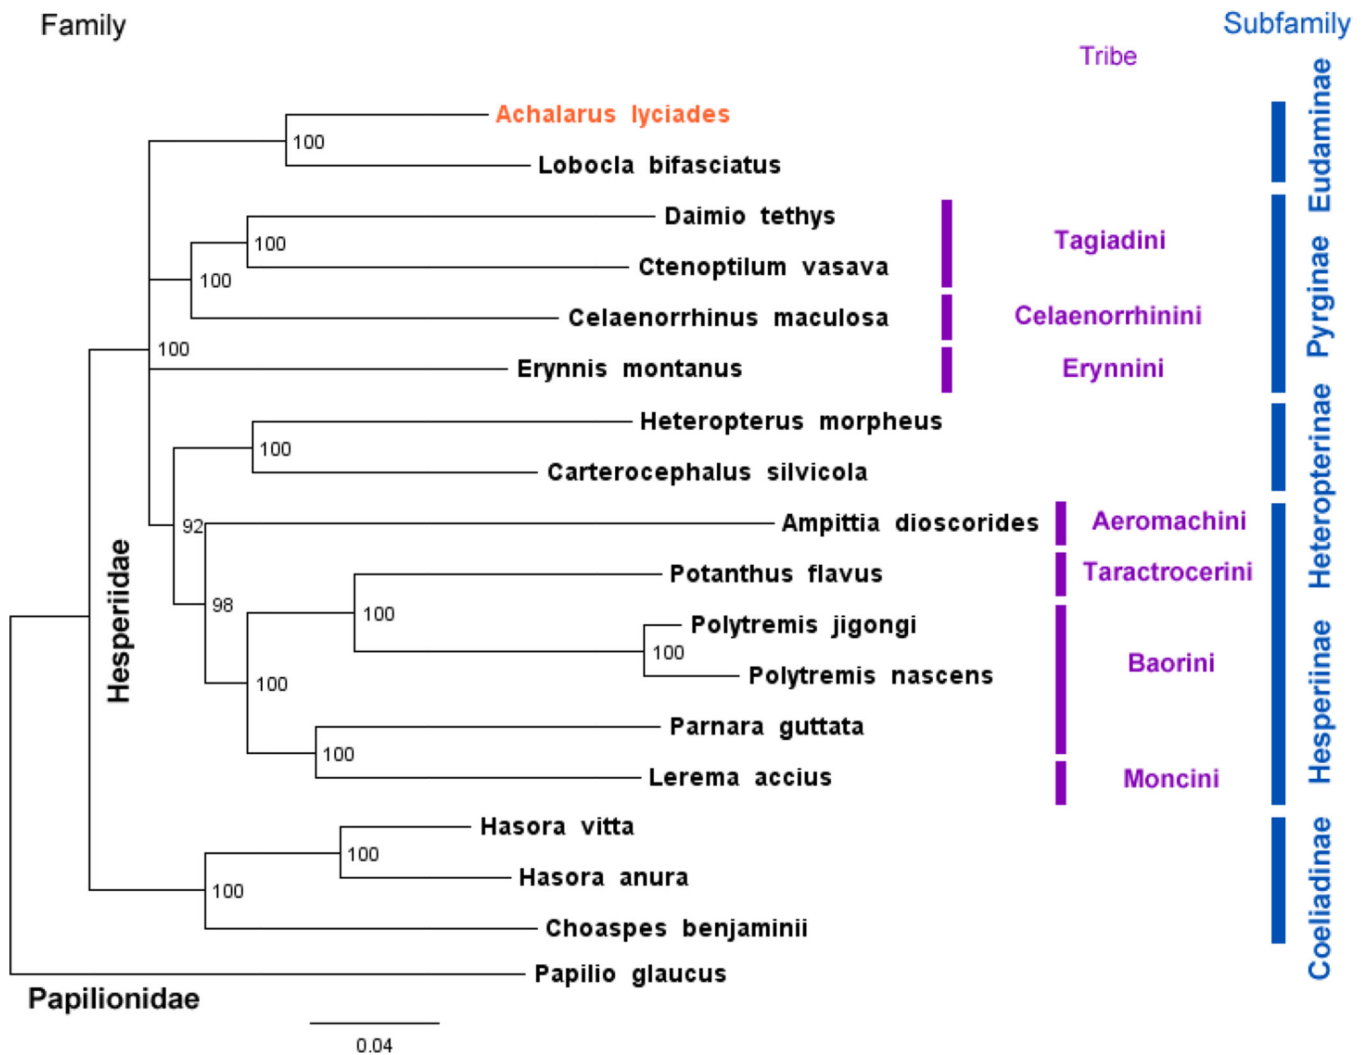 Family
Subfamily
Tribe
Achalarus lyciades
100
Lobocla bifasciatus
Eudaminae
Daimio tethys
100
Tagiadini
Ctenoptilum vasava
100
Celaenorrhinus maculosa
Celaenorrhinini
Pyrginae
100
Erynnis montanus
Erynnini
Heteropterus morpheus
100
Carterocephalus silvicola
Heteropterinae
92
Ampittia dioscorides
Aeromachini
Hesperiidae
Potanthus flavus
Taractrocerini
98
100
Polytremis jigongi
100
Baorini
Polytremis nascens
100
Hesperiinae
Parnara guttata
100
Lerema accius
Moncini
Hasora vitta
100
Hasora anura
100
Coeliadinae
Choaspes benjaminii
Papilio glaucus
Papilionidae
0.04